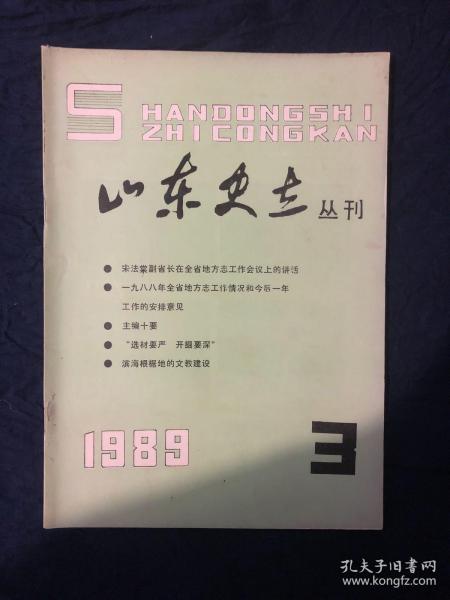 SHANDONGSHI
ZHICONGKAN
山东史志丛刊
● 宋法棠副省长在全省地方志工作会议上的讲话
● 一九八八年全省地方志工作情况和今后一年
工作的安排意见
● 主编十要
● “选材要严 开掘要深”
● 滨海根据地的文教建设
1989
3
孔夫子旧书网
www.kongfz.com